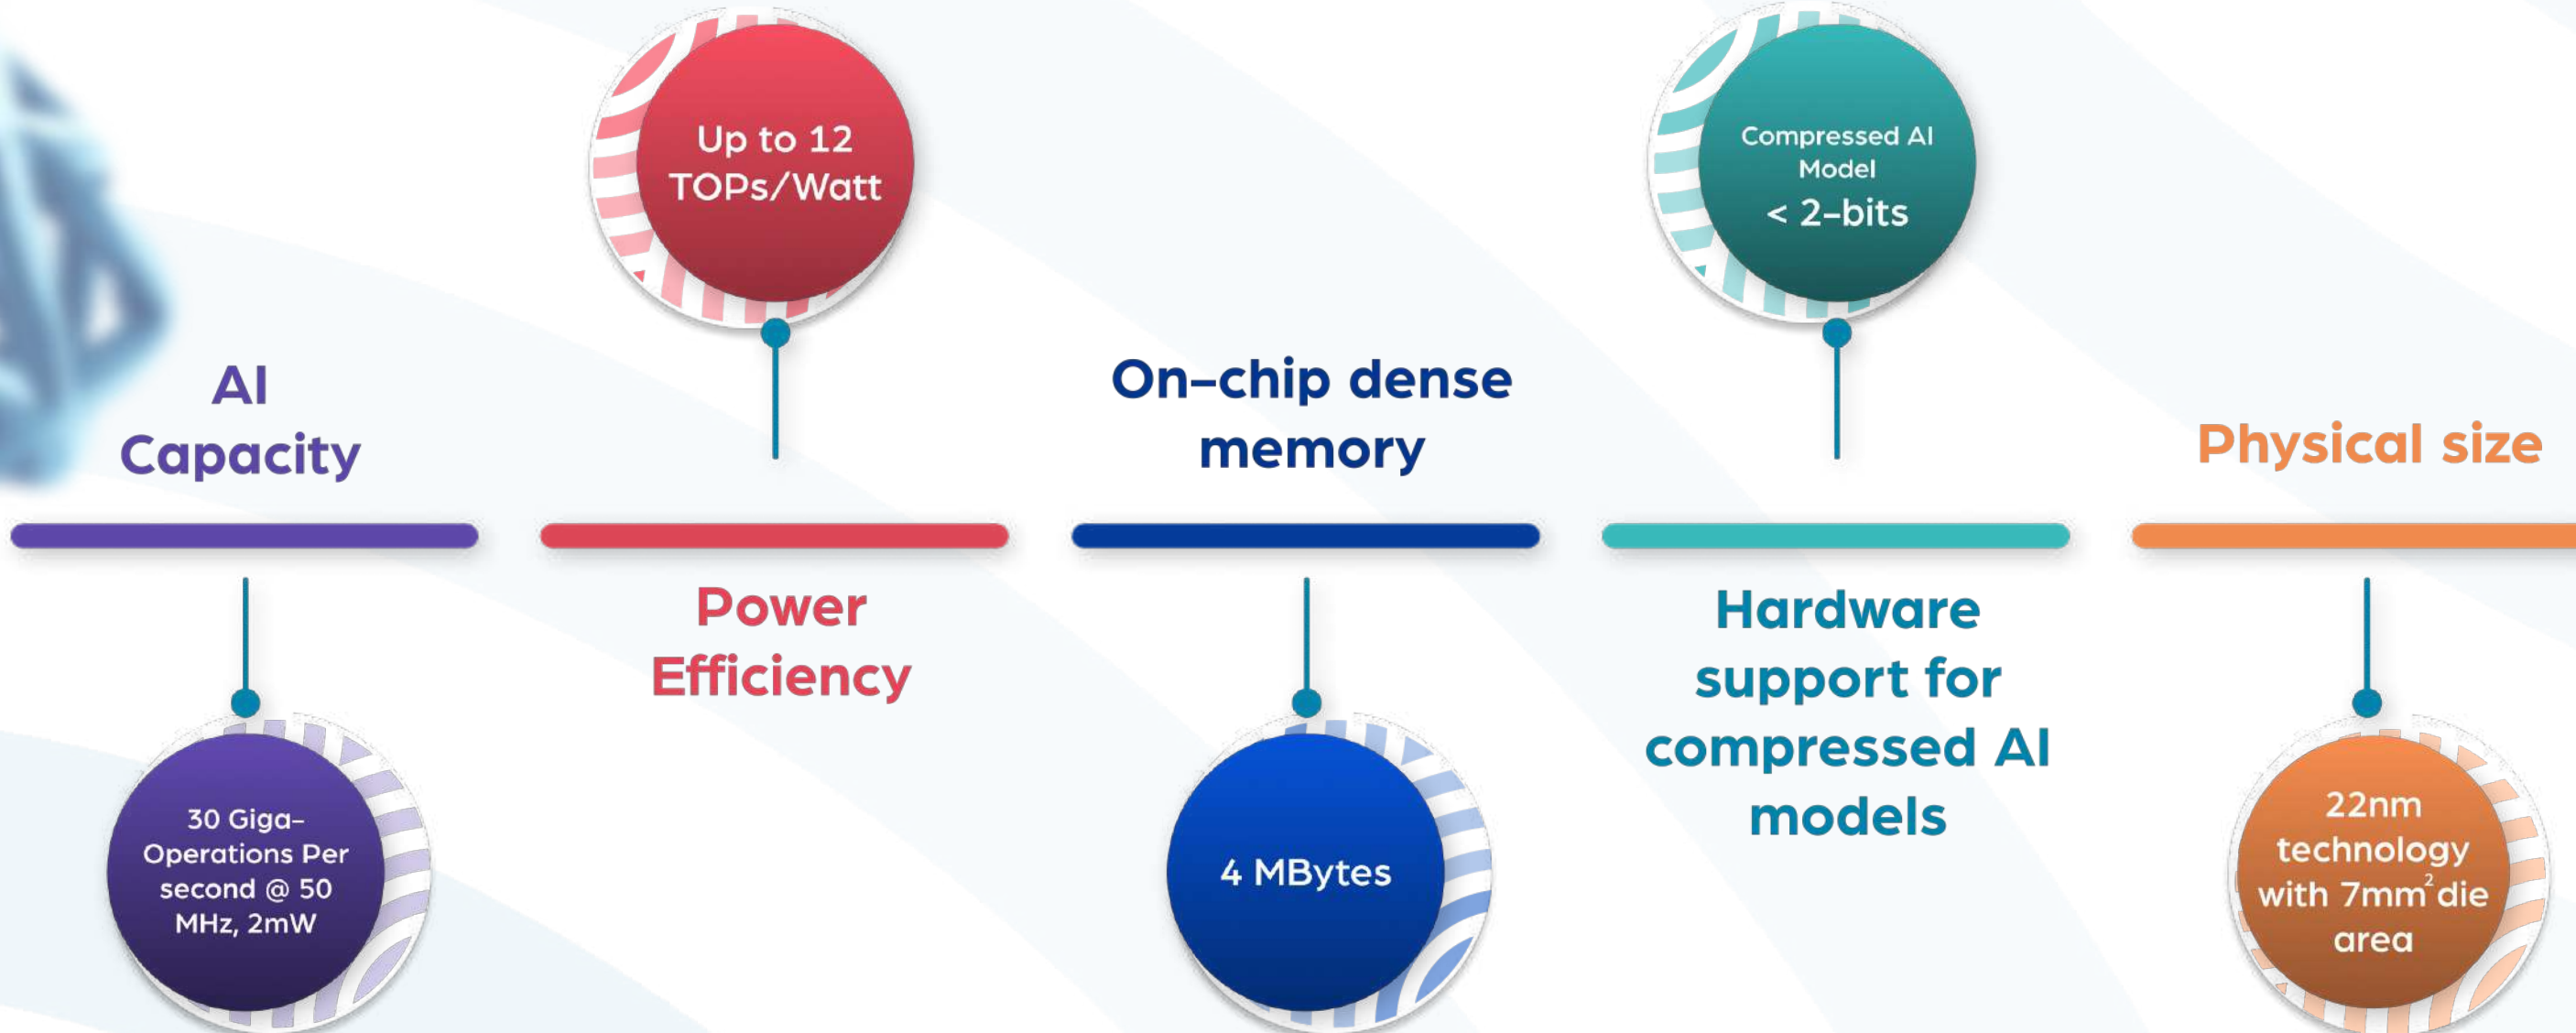 AI
Capacity
30 Giga-
Operations Per
second @ 50
MHz, 2mW
Up to 12
TOPs/Watt
Power
Efficiency
On-chip dense
memory
4 MBytes
Compressed AI
Model
< 2-bits
Hardware
support for
compressed AI
models
Physical size
22nm
technology
with 7mm² die
area